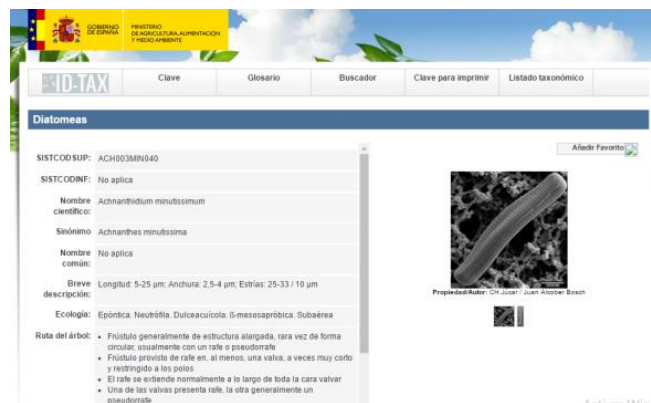 GOBIERNO DE ESPAÑA
MINISTERIO DE AGRICULTURA, ALIMENTACIÓN Y MEDIO AMBIENTE
ID-TAX
Clave
Glosario
Buscador
Clave para imprimir
Listado taxonómico
Diatomeas
Añadir Favorito
SISTCODSUP: ACH003MIN040
SISTCODINF: No aplica
Nombre científico: Achnanthidium minutissimum
Sinónimo Achnanthes minutissima
Nombre común: No aplica
Breve descripción: Longitud: 5-25 µm; Anchura: 2,5-4 µm; Estrías: 25-33 / 10 µm
Ecología: Epóntica. Neutrófila. Dulceacuícola. ß-mesosapróbica. Subaérea
Ruta del árbol: • Frústulo generalmente de estructura alargada, rara vez de forma
circular, usualmente con un rafe o pseudorrafe
• Frústulo provisto de rafe en, al menos, una valva, a veces muy corto
y restringido a los polos
• El rafe se extiende normalmente a lo largo de toda la cara valvar
• Una de las valvas presenta rafe, la otra generalmente un
pseudorrafe
Propiedad/Autor: CH Júcar / Juan Alcober Bosch